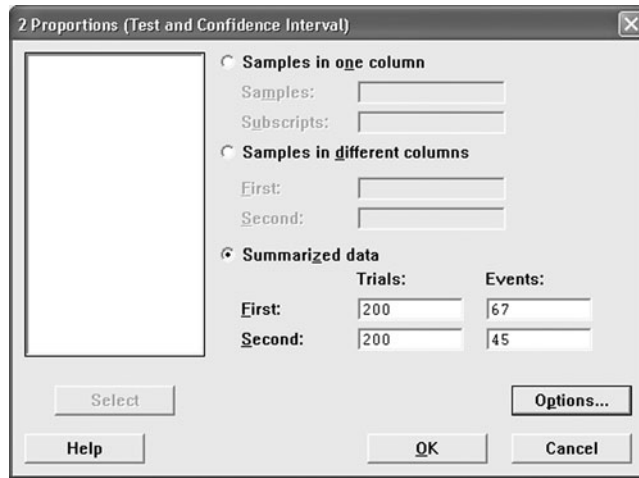 2 Proportions (Test and Confidence Interval)
Samples in one column
Samples:
Subscripts:
Samples in different columns
First:
Second:
Summarized data
Trials: Events:
First: 200 67
Second: 200 45
Select
Options...
Help
OK
Cancel